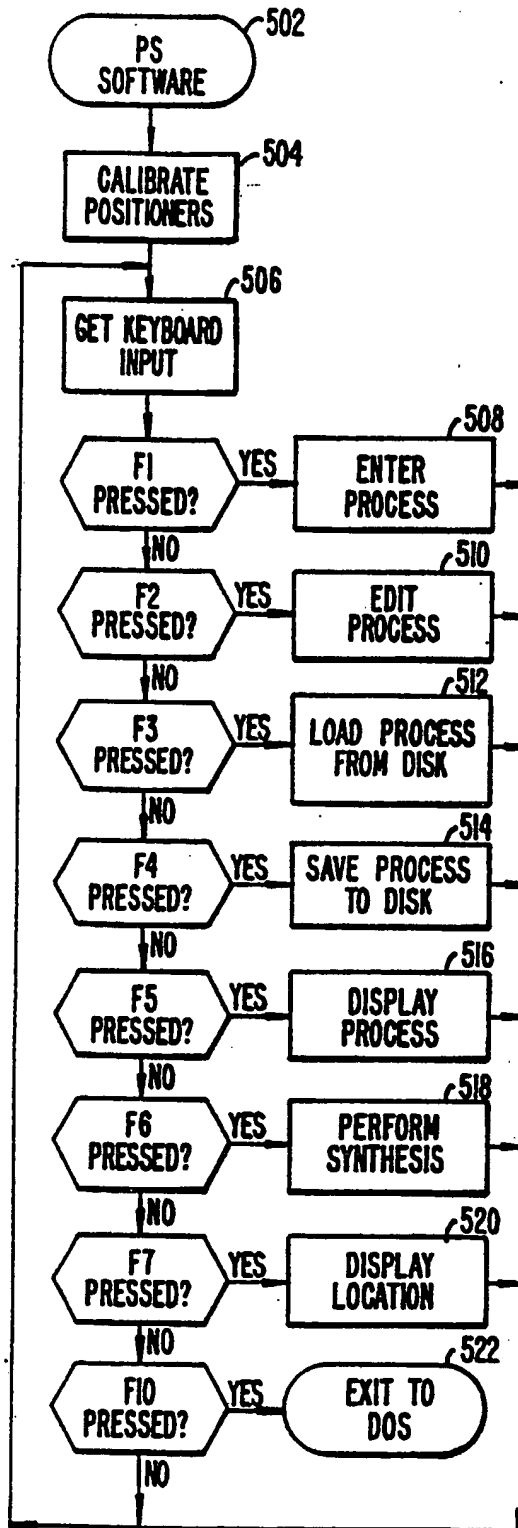 502
PS
SOFTWARE
504
CALIBRATE
POSITIONERS
506
GET KEYBOARD
INPUT
508
F1
PRESSED?
YES
ENTER
PROCESS
NO
510
F2
PRESSED?
YES
EDIT
PROCESS
NO
512
F3
PRESSED?
YES
LOAD PROCESS
FROM DISK
NO
514
F4
PRESSED?
YES
SAVE PROCESS
TO DISK
NO
516
F5
PRESSED?
YES
DISPLAY
PROCESS
NO
518
F6
PRESSED?
YES
PERFORM
SYNTHESIS
NO
520
F7
PRESSED?
YES
DISPLAY
LOCATION
NO
522
F10
PRESSED?
YES
EXIT TO
DOS
NO